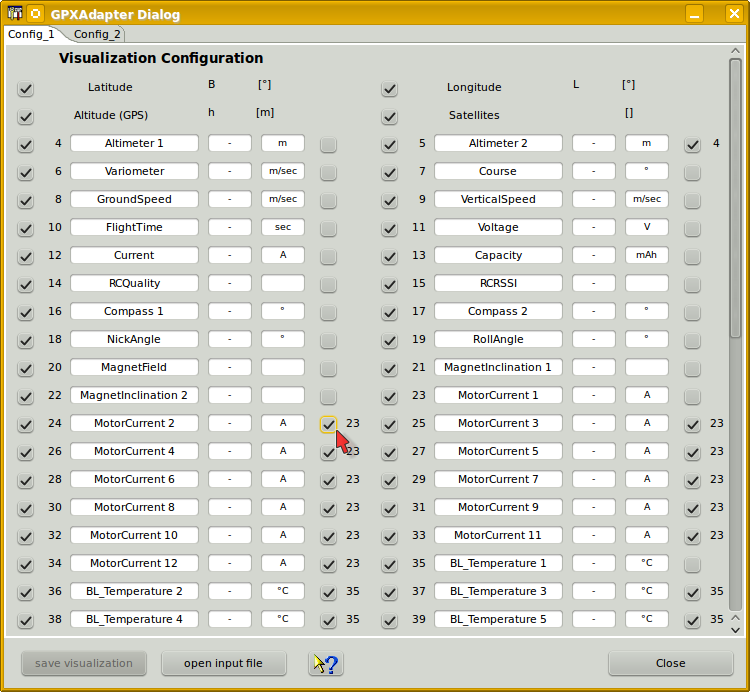 GPXAdapter Dialog
Config_1 Config_2
Visualization Configuration
Latitude B [°] Longitude L [°]
Altitude (GPS) h [m] Satellites []
4 Altimeter 1 - m 5 Altimeter 2 - m 4
6 Variometer - m/sec 7 Course - °
8 GroundSpeed - m/sec 9 VerticalSpeed - m/sec
10 FlightTime - sec 11 Voltage - V
12 Current - A 13 Capacity - mAh
14 RCQuality - 15 RCRSSI -
16 Compass 1 - ° 17 Compass 2 - °
18 NickAngle - ° 19 RollAngle - °
20 MagnetField - 21 MagnetInclination 1 -
22 MagnetInclination 2 - 23 MotorCurrent 1 - A
24 MotorCurrent 2 - A 23 25 MotorCurrent 3 - A 23
26 MotorCurrent 4 - A 23 27 MotorCurrent 5 - A 23
28 MotorCurrent 6 - A 23 29 MotorCurrent 7 - A 23
30 MotorCurrent 8 - A 23 31 MotorCurrent 9 - A 23
32 MotorCurrent 10 - A 23 33 MotorCurrent 11 - A 23
34 MotorCurrent 12 - A 23 35 BL_Temperature 1 - °C
36 BL_Temperature 2 - °C 35 37 BL_Temperature 3 - °C 35
38 BL_Temperature 4 - °C 35 39 BL_Temperature 5 - °C 35
save visualization open input file ? Close